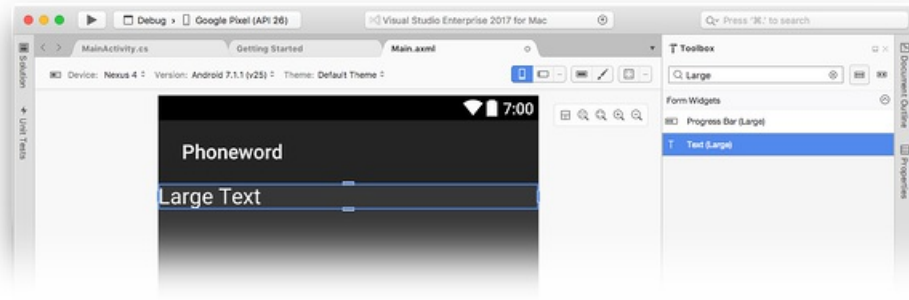 Debug › Google Pixel (API 26)
Visual Studio Enterprise 2017 for Mac
Press '⌘.' to search
Solution
Unit Tests
MainActivity.cs
Getting Started
Main.axml
Device: Nexus 4
Version: Android 7.1.1 (v25)
Theme: Default Theme
7:00
Phoneword
Large Text
Toolbox
Large
Form Widgets
Progress Bar (Large)
T Text (Large)
Document Outline
Properties